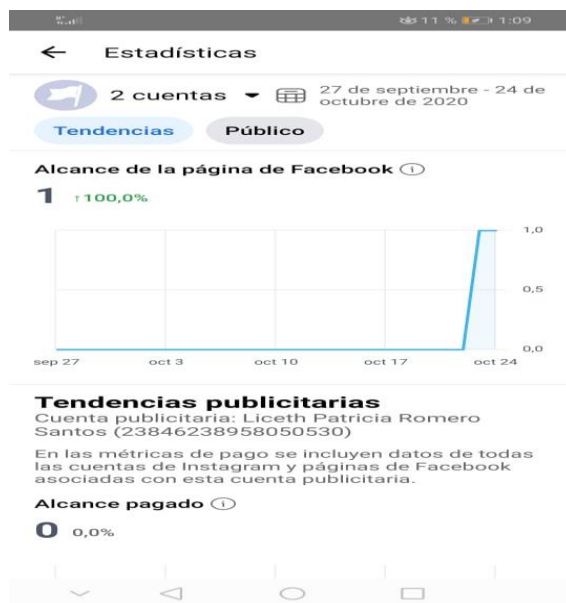 11 % 1:09
Estadísticas
2 cuentas
27 de septiembre - 24 de
octubre de 2020
Tendencias Público
Alcance de la página de Facebook
1 ↑100,0%
1,0
0,5
0,0
sep 27 oct 3 oct 10 oct 17 oct 24
Tendencias publicitarias
Cuenta publicitaria: Liceth Patricia Romero
Santos (23846238958050530)
En las métricas de pago se incluyen datos de todas
las cuentas de Instagram y páginas de Facebook
asociadas con esta cuenta publicitaria.
Alcance pagado
0 0,0%